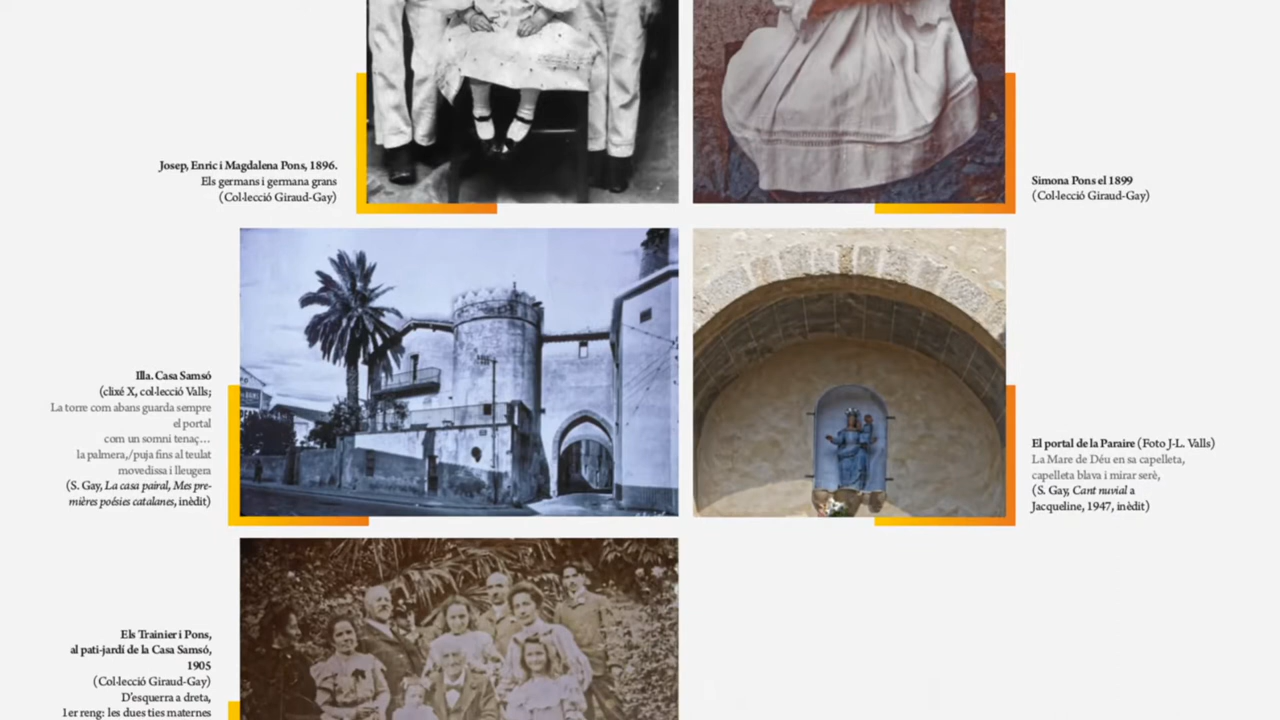 Josep, Enric i Magdalena Pons, 1896.
Els germans i germana grans
(Col·lecció Giraud-Gay)
Simona Pons el 1899
(Col·lecció Giraud-Gay)
Illa. Casa Samsó
(clixé X, col·lecció Valls;
La torre com abans guarda sempre
el portal
com un somni tenaç...
la palmera,/puja fins al teulat
movedissa i lleugera
(S. Gay, La casa pairal, Mes pre-
mières poésies catalanes, inèdit)
El portal de la Paraire (Foto J-L. Valls)
La Mare de Déu en sa capelleta,
capelleta blava i mirar serè,
(S. Gay, Cant nuvial a
Jacqueline, 1947, inèdit)
Els Trainier i Pons,
al pati-jardí de la Casa Samsó,
1905
(Col·lecció Giraud-Gay)
D'esquerra a dreta,
1er reng: les dues ties maternes